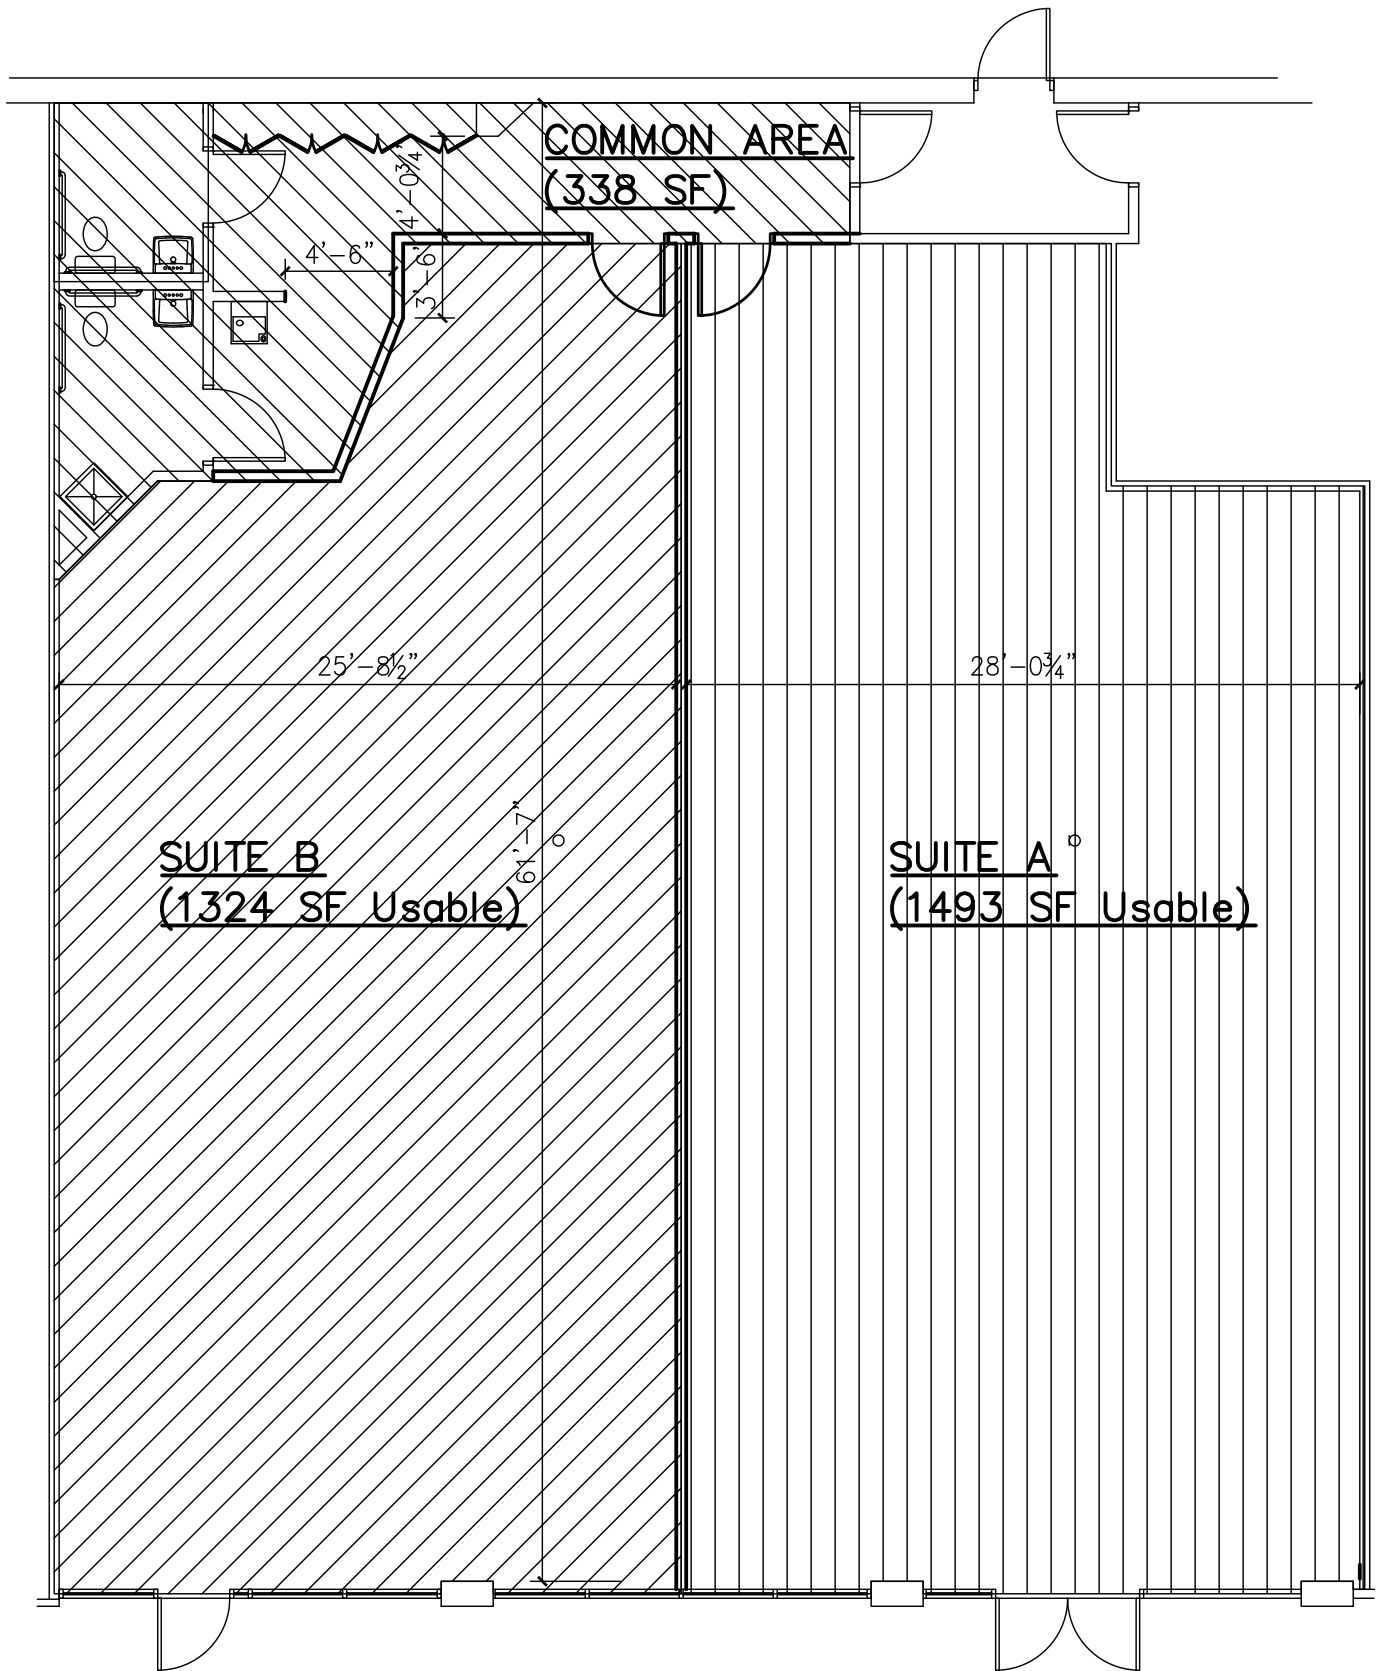 COMMON AREA
(338 SF)
4'-0¾"
4'-6"
3'-6"
25'-8½"
28'-0¾"
61'-7"
SUITE B
(1324 SF Usable)
SUITE A
(1493 SF Usable)